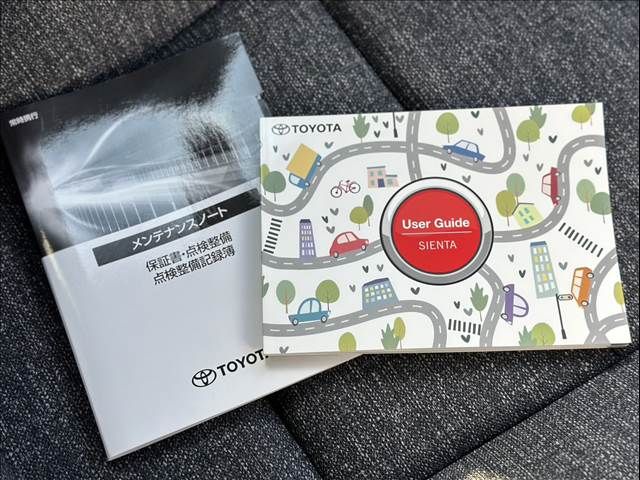 常時携行
メンテナンスノート
保証書・点検整備
点検整備記録簿
TOYOTA
TOYOTA
User Guide
SIENTA